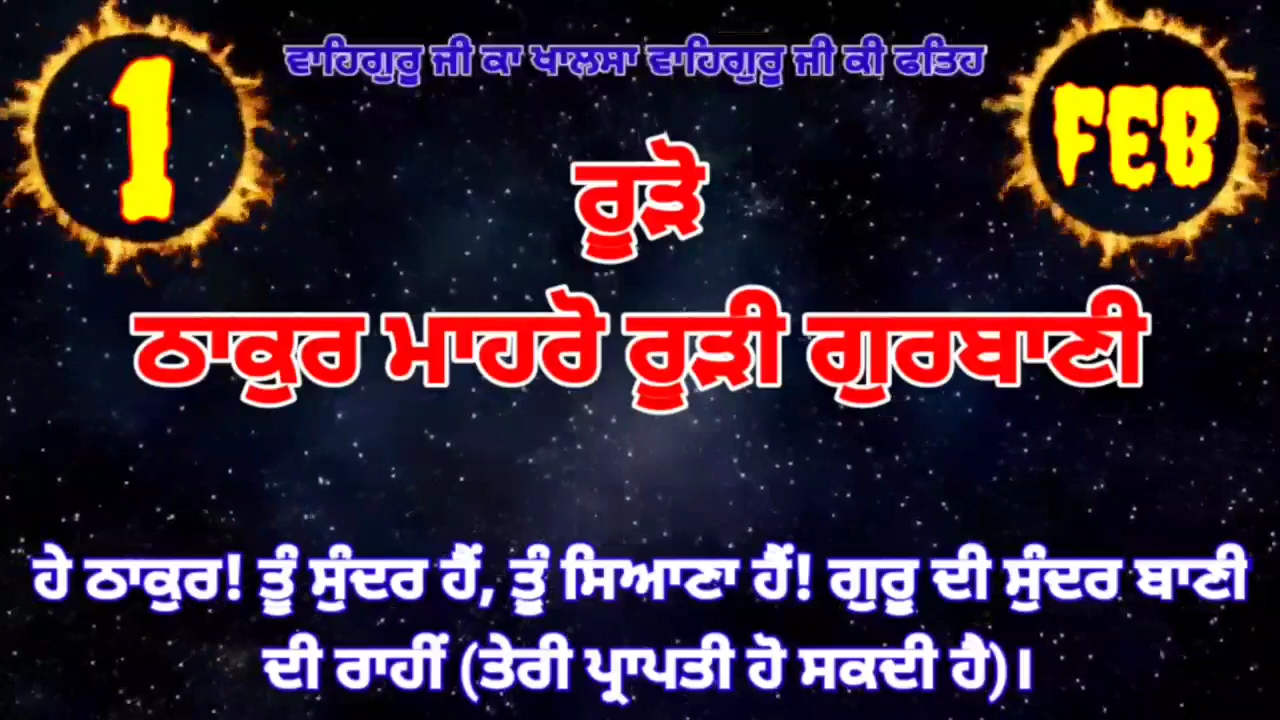 ਵਾਹਿਗੁਰੂ ਜੀ ਕਾ ਖਾਲਸਾ ਵਾਹਿਗੁਰੂ ਜੀ ਕੀ ਫਤਿਹ
1
FEB
ਰੂੜੋ
ਠਾਕੁਰ ਮਾਹਰੋ ਰੂੜੀ ਗੁਰਬਾਣੀ
ਹੇ ਠਾਕੁਰ! ਤੂੰ ਸੁੰਦਰ ਹੈਂ, ਤੂੰ ਸਿਆਣਾ ਹੈਂ! ਗੁਰੂ ਦੀ ਸੁੰਦਰ ਬਾਣੀ
ਦੀ ਰਾਹੀਂ (ਤੇਰੀ ਪ੍ਰਾਪਤੀ ਹੋ ਸਕਦੀ ਹੈ)।